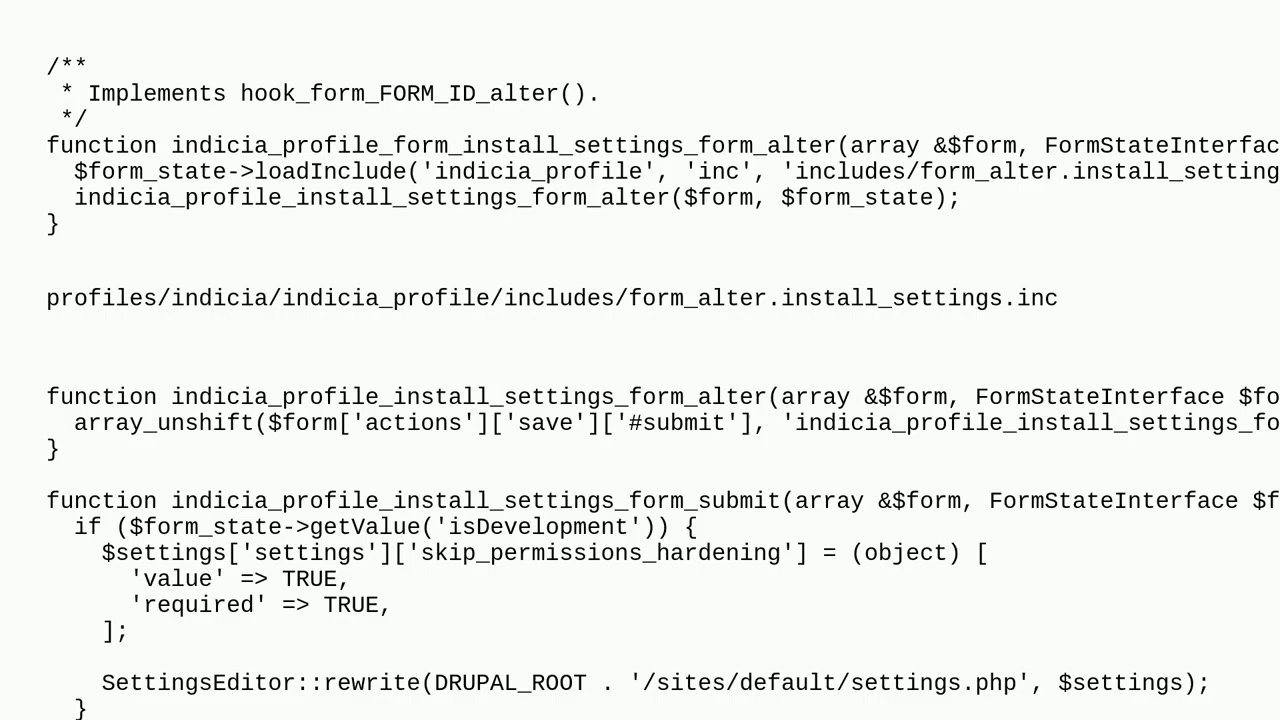 /**
 * Implements hook_form_FORM_ID_alter().
 */
function indicia_profile_form_install_settings_form_alter(array &$form, FormStateInterfac
  $form_state->loadInclude('indicia_profile', 'inc', 'includes/form_alter.install_setting
  indicia_profile_install_settings_form_alter($form, $form_state);
}
profiles/indicia/indicia_profile/includes/form_alter.install_settings.inc
function indicia_profile_install_settings_form_alter(array &$form, FormStateInterface $fo
  array_unshift($form['actions']['save']['#submit'], 'indicia_profile_install_settings_fo
}
function indicia_profile_install_settings_form_submit(array &$form, FormStateInterface $f
  if ($form_state->getValue('isDevelopment')) {
    $settings['settings']['skip_permissions_hardening'] = (object) [
      'value' => TRUE,
      'required' => TRUE,
    ];
    SettingsEditor::rewrite(DRUPAL_ROOT . '/sites/default/settings.php', $settings);
  }